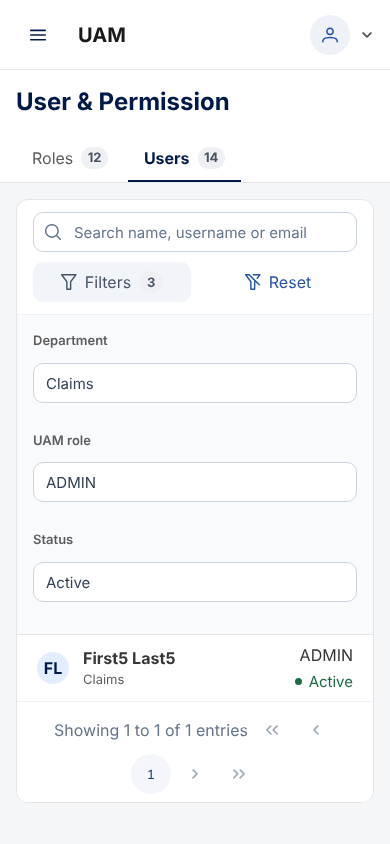 UAM
User & Permission
Roles 12 Users 14
Search name, username or email
Filters 3 Reset
Department
Claims
UAM role
ADMIN
Status
Active
FL First5 Last5 ADMIN
Claims Active
Showing 1 to 1 of 1 entries
1